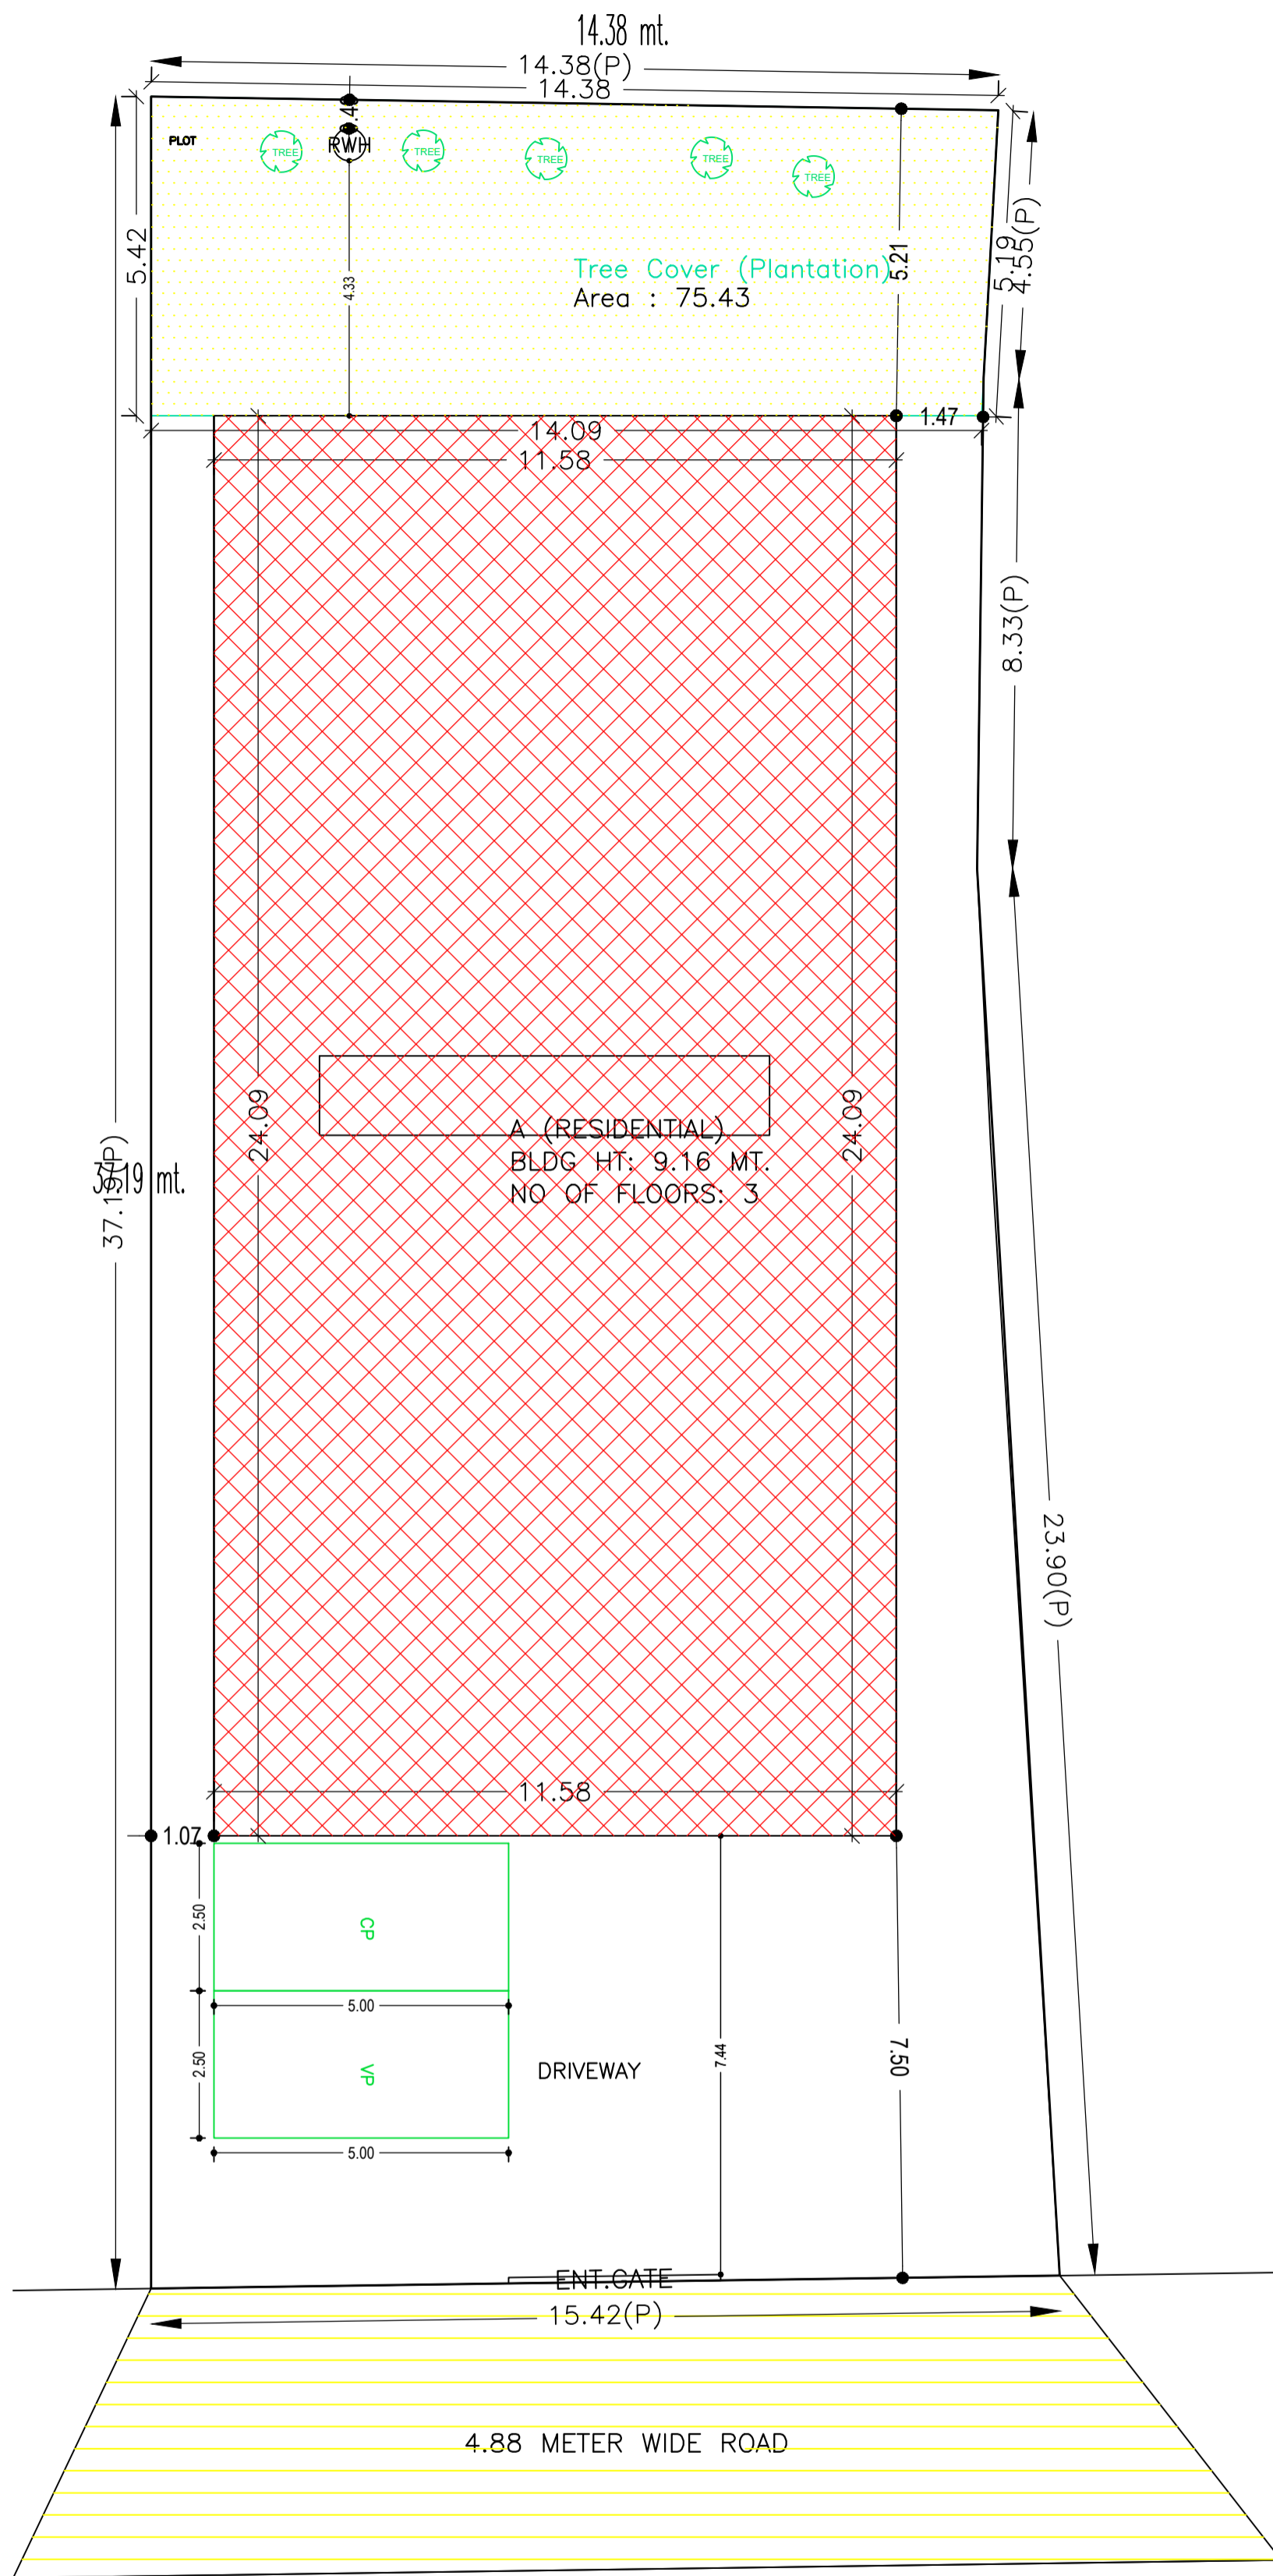 14.38 mt.
14.38(P)
14.38
PLOT
RWH
TREE
TREE
TREE
TREE
TREE
5.42
4.33
5.21
5.19
4.55(P)
Tree Cover (Plantation)
Area : 75.43
1.47
14.09
11.58
8.33(P)
24.09
24.09
A (RESIDENTIAL)
BLDG HT: 9.16 MT.
NO OF FLOORS: 3
37.19 mt.
37.19(P)
23.90(P)
11.58
1.07
2.50
CP
5.00
2.50
VP
DRIVEWAY
7.44
7.50
5.00
ENT.GATE
15.42(P)
4.88 METER WIDE ROAD